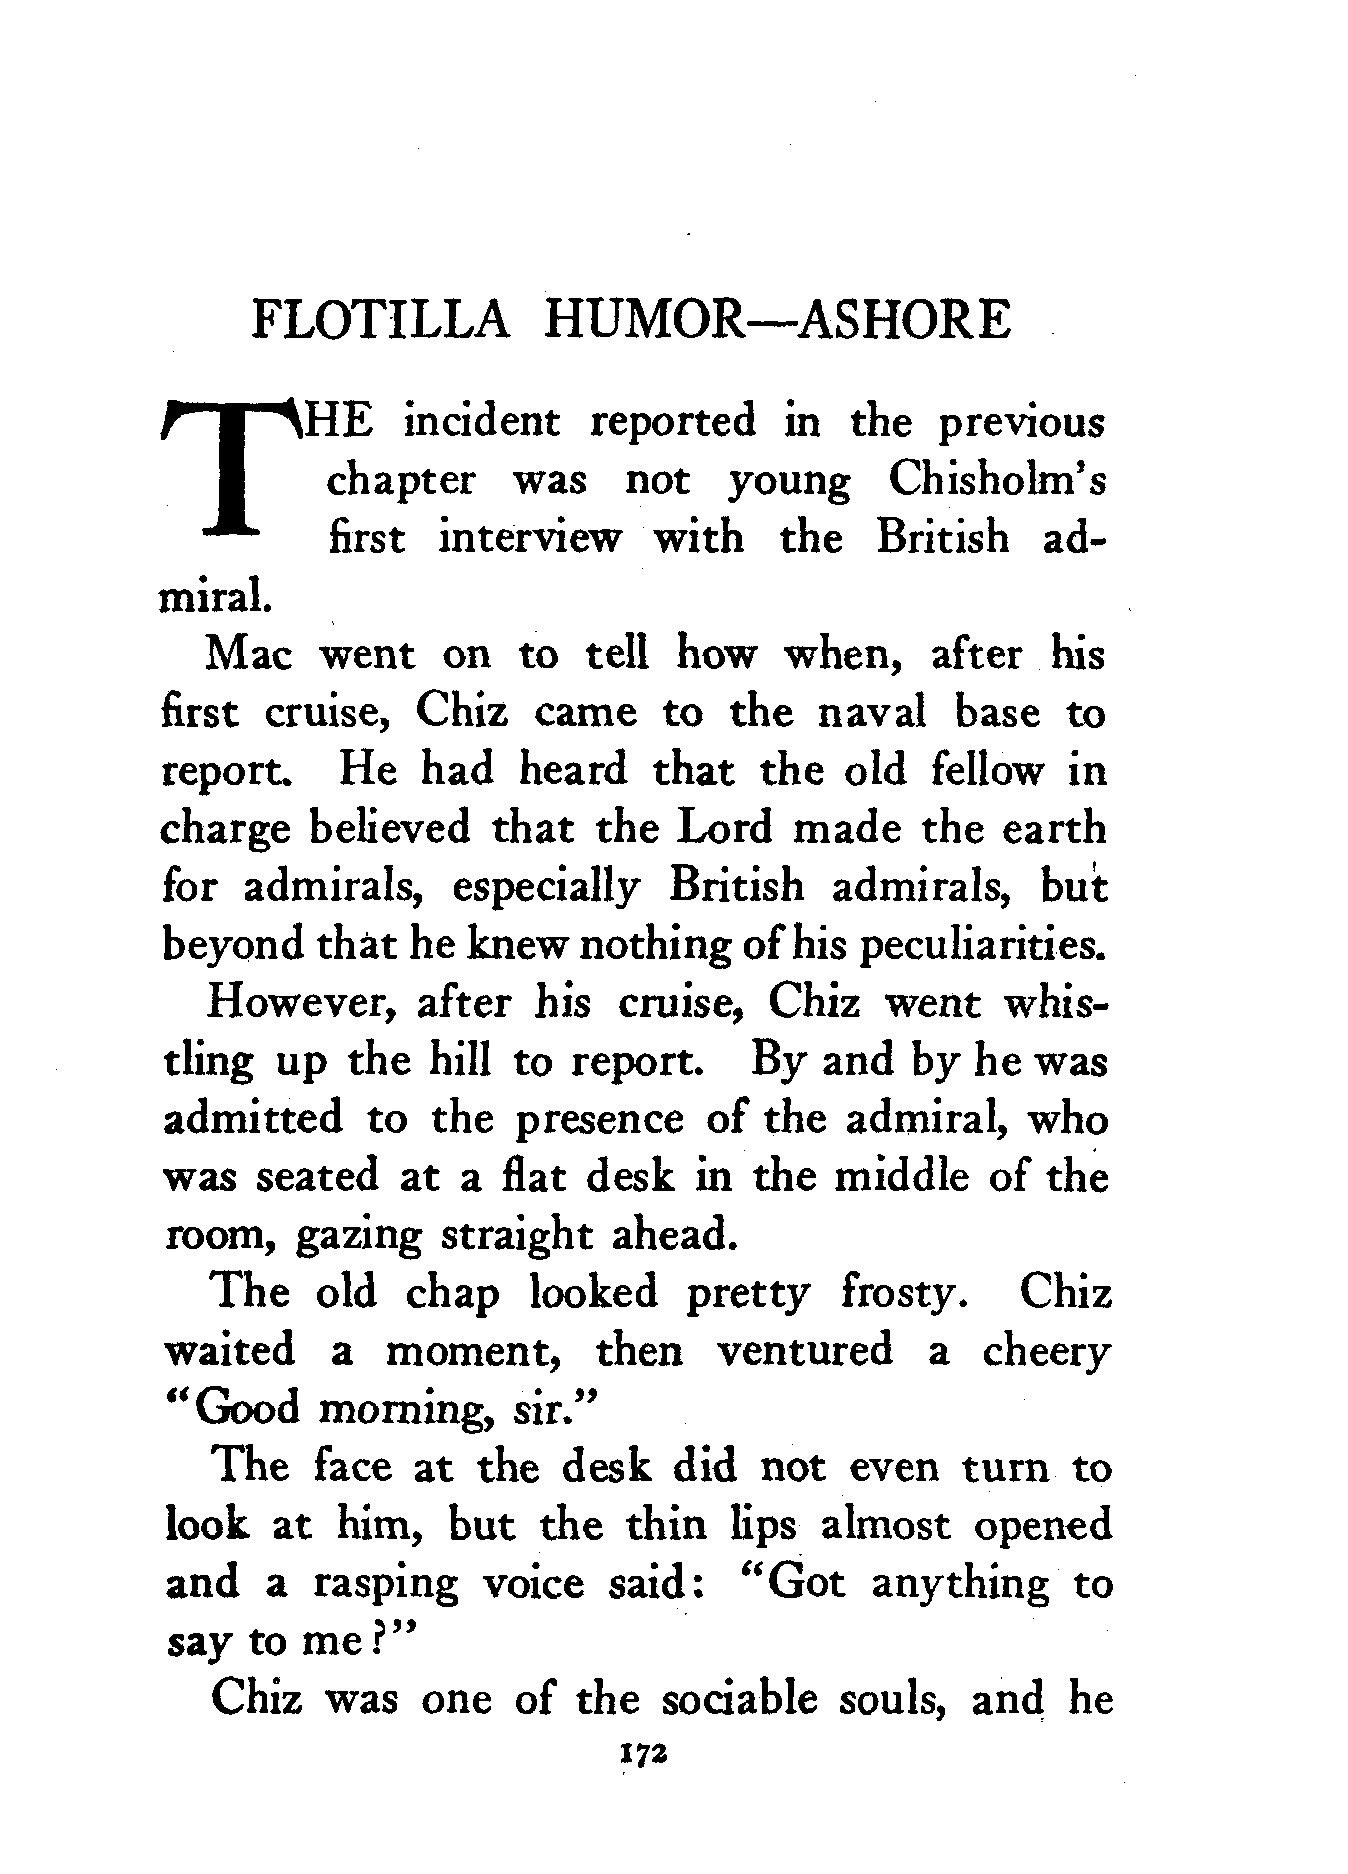 FLOTILLA HUMOR—ASHORE
THE incident reported in the previous
chapter was not young Chisholm's
first interview with the British ad-
miral.
Mac went on to tell how when, after his
first cruise, Chiz came to the naval base to
report. He had heard that the old fellow in
charge believed that the Lord made the earth
for admirals, especially British admirals, but
beyond that he knew nothing of his peculiarities.
However, after his cruise, Chiz went whis-
tling up the hill to report. By and by he was
admitted to the presence of the admiral, who
was seated at a flat desk in the middle of the
room, gazing straight ahead.
The old chap looked pretty frosty. Chiz
waited a moment, then ventured a cheery
"Good morning, sir."
The face at the desk did not even turn to
look at him, but the thin lips almost opened
and a rasping voice said: "Got anything to
say to me?"
Chiz was one of the sociable souls, and he
172